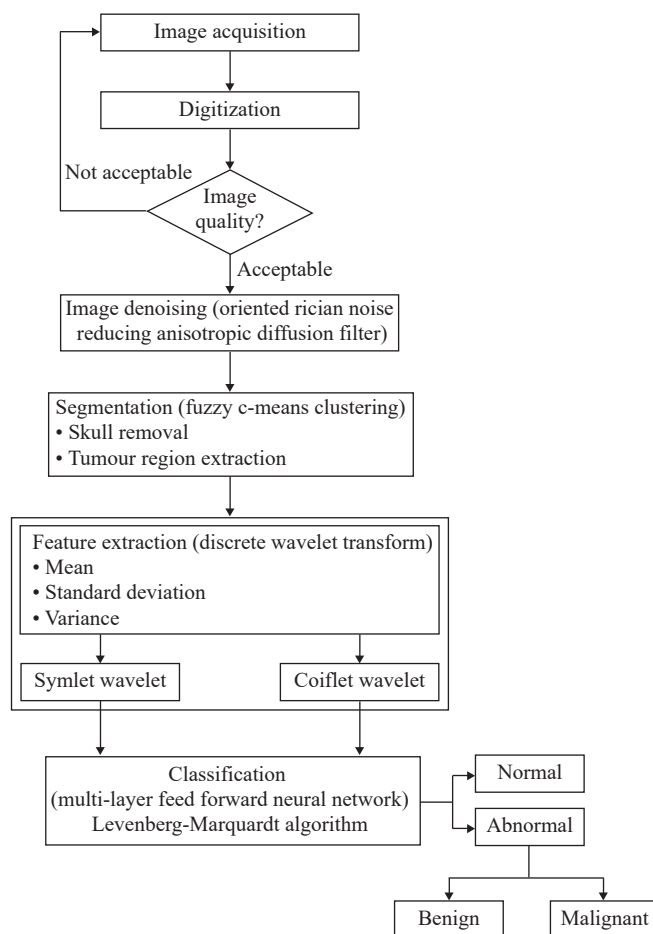 Image acquisition
Digitization
Not acceptable
Image
quality?
Acceptable
Image denoising (oriented rician noise
reducing anisotropic diffusion filter)
Segmentation (fuzzy c-means clustering)
• Skull removal
• Tumour region extraction
Feature extraction (discrete wavelet transform)
• Mean
• Standard deviation
• Variance
Symlet wavelet
Coiflet wavelet
Classification
(multi-layer feed forward neural network)
Levenberg-Marquardt algorithm
Normal
Abnormal
Benign
Malignant